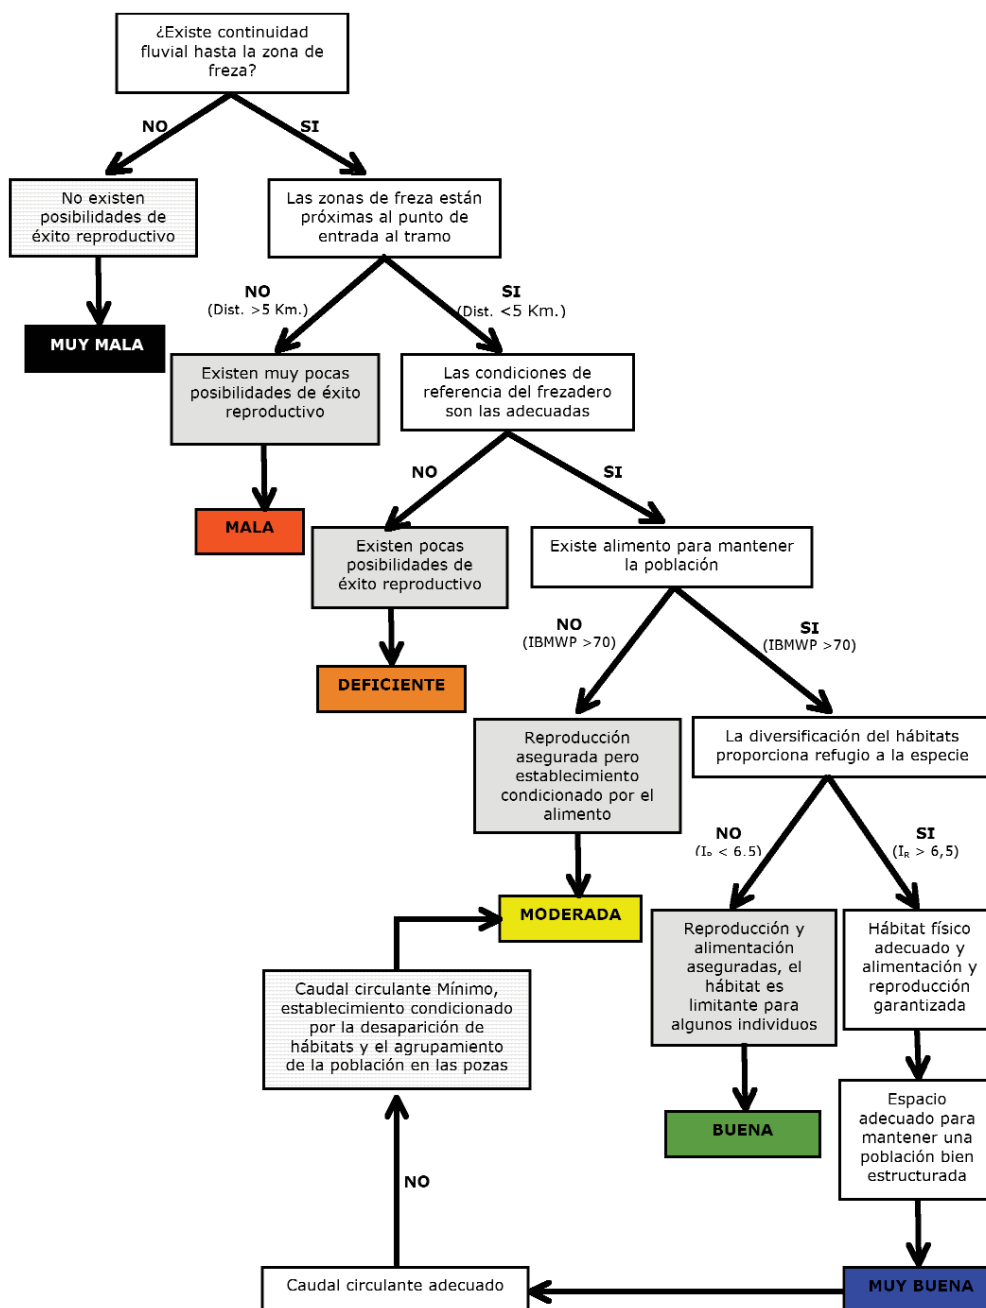 ¿Existe continuidad
fluvial hasta la zona de
freza?
NO
SI
No existen
posibilidades de
éxito reproductivo
Las zonas de freza están
próximas al punto de
entrada al tramo
NO
(Dist. >5 Km.)
SI
(Dist. <5 Km.)
MUY MALA
Existen muy pocas
posibilidades de éxito
reproductivo
Las condiciones de
referencia del frezadero
son las adecuadas
NO
SI
MALA
Existen pocas
posibilidades de
éxito reproductivo
Existe alimento para mantener
la población
NO
(IBMWP >70)
SI
(IBMWP >70)
DEFICIENTE
Reproducción
asegurada pero
establecimiento
condicionado por el
alimento
La diversificación del hábitats
proporciona refugio a la especie
NO
(IR < 6.5)
SI
(IR > 6,5)
MODERADA
Reproducción y
alimentación
aseguradas, el
hábitat es
limitante para
algunos individuos
Hábitat físico
adecuado y
alimentación y
reproducción
garantizada
Caudal circulante Mínimo,
establecimiento condicionado
por la desaparición de
hábitats y el agrupamiento
de la población en las pozas
BUENA
Espacio
adecuado para
mantener una
población bien
estructurada
NO
Caudal circulante adecuado
MUY BUENA